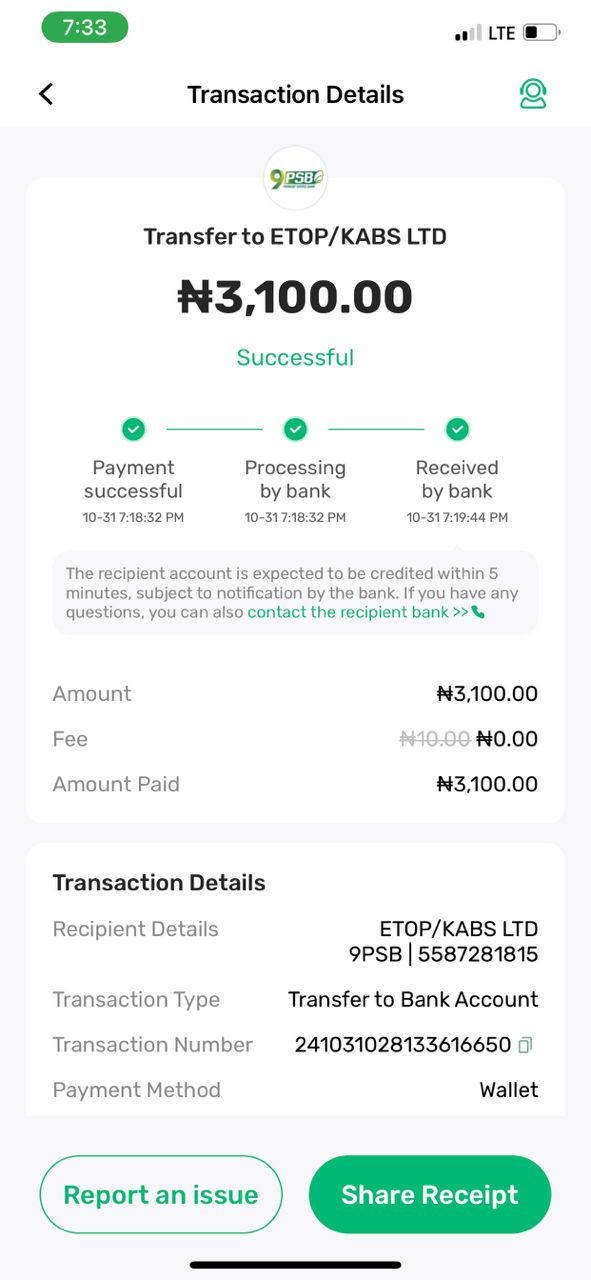 7:33
LTE
Transaction Details
9PSB
PAYMENT SERVICE BANK
Transfer to ETOP/KABS LTD
₦3,100.00
Successful
Payment successful
10-31 7:18:32 PM
Processing by bank
10-31 7:18:32 PM
Received by bank
10-31 7:19:44 PM
The recipient account is expected to be credited within 5
minutes, subject to notification by the bank. If you have any
questions, you can also contact the recipient bank >>
Amount ₦3,100.00
Fee ₦10.00 ₦0.00
Amount Paid ₦3,100.00
Transaction Details
Recipient Details ETOP/KABS LTD
9PSB | 5587281815
Transaction Type Transfer to Bank Account
Transaction Number 241031028133616650
Payment Method Wallet
Report an issue Share Receipt